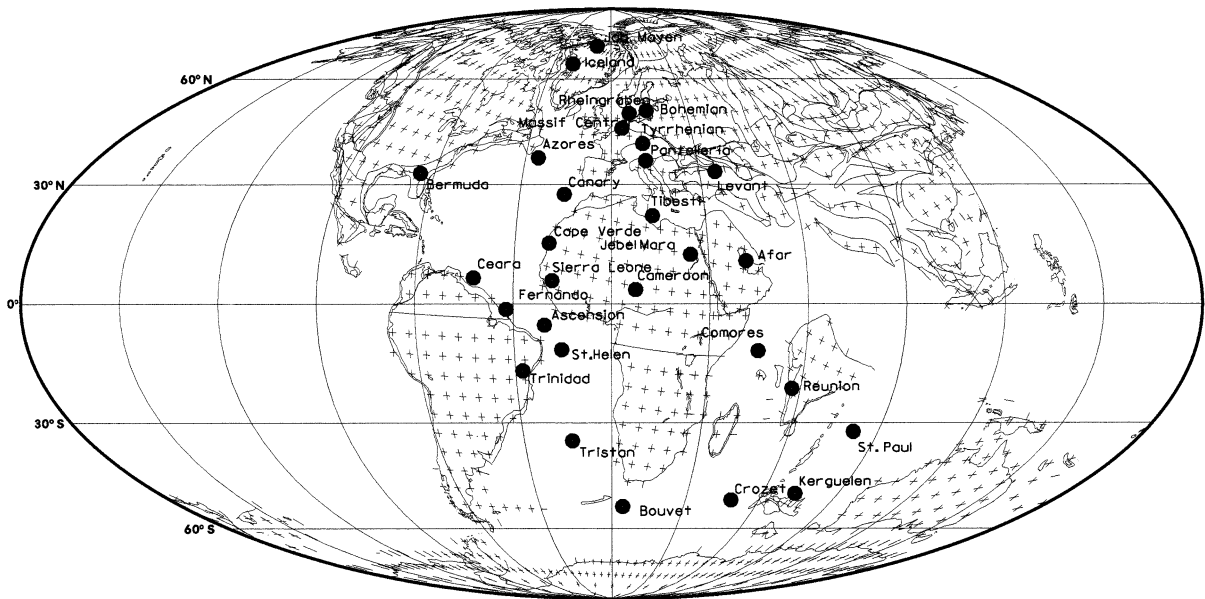 Jan Mayen
Iceland
60° N
Rheingraben
Bohemian
Massif Centr
Tyrrhenian
Azores
Pantelleria
30° N
Bermuda
Canary
Levant
Tibesti
Cape Verde
Jebel Marq
Afar
Ceara
Sierra Leone
Cameroon
Fernando
0°
Ascension
Comores
St.Helen
Trinidad
Reunion
30° S
Tristan
St. Paul
Crozet
Kerguelen
Bouvet
60° S